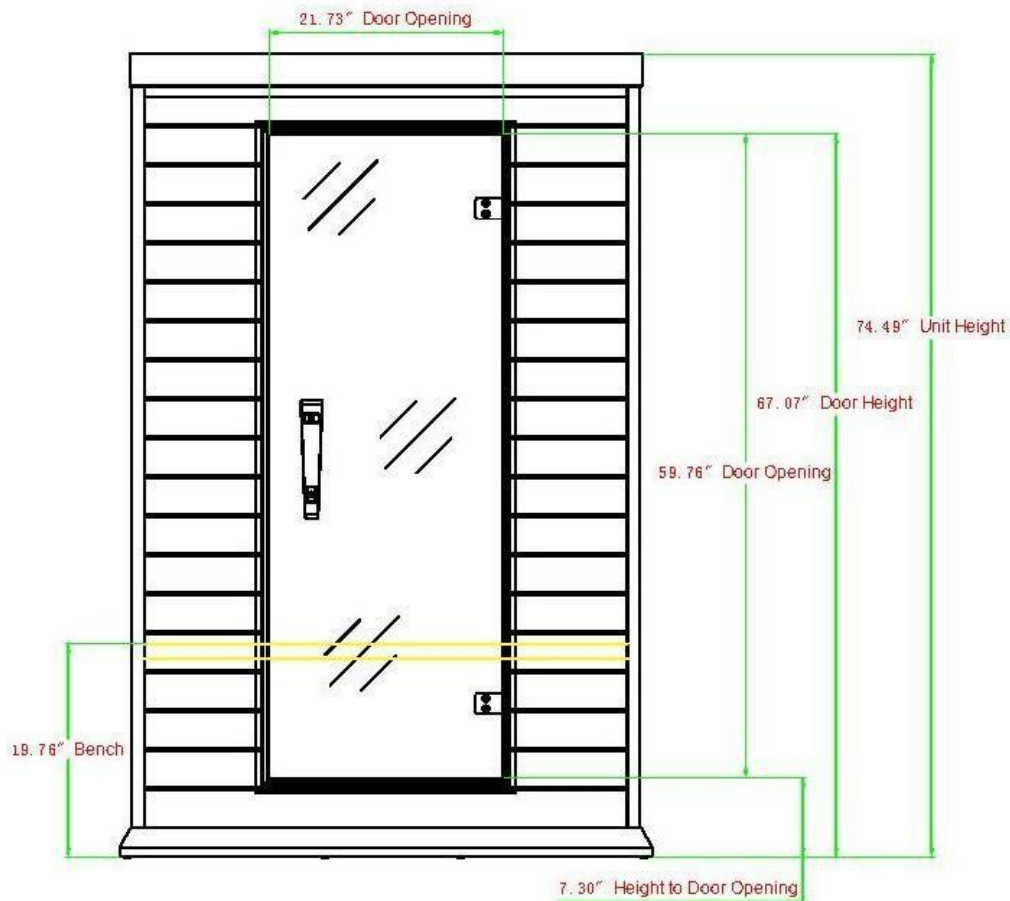 21.73" Door Opening
74.49" Unit Height
67.07" Door Height
59.76" Door Opening
19.76" Bench
7.30" Height to Door Opening